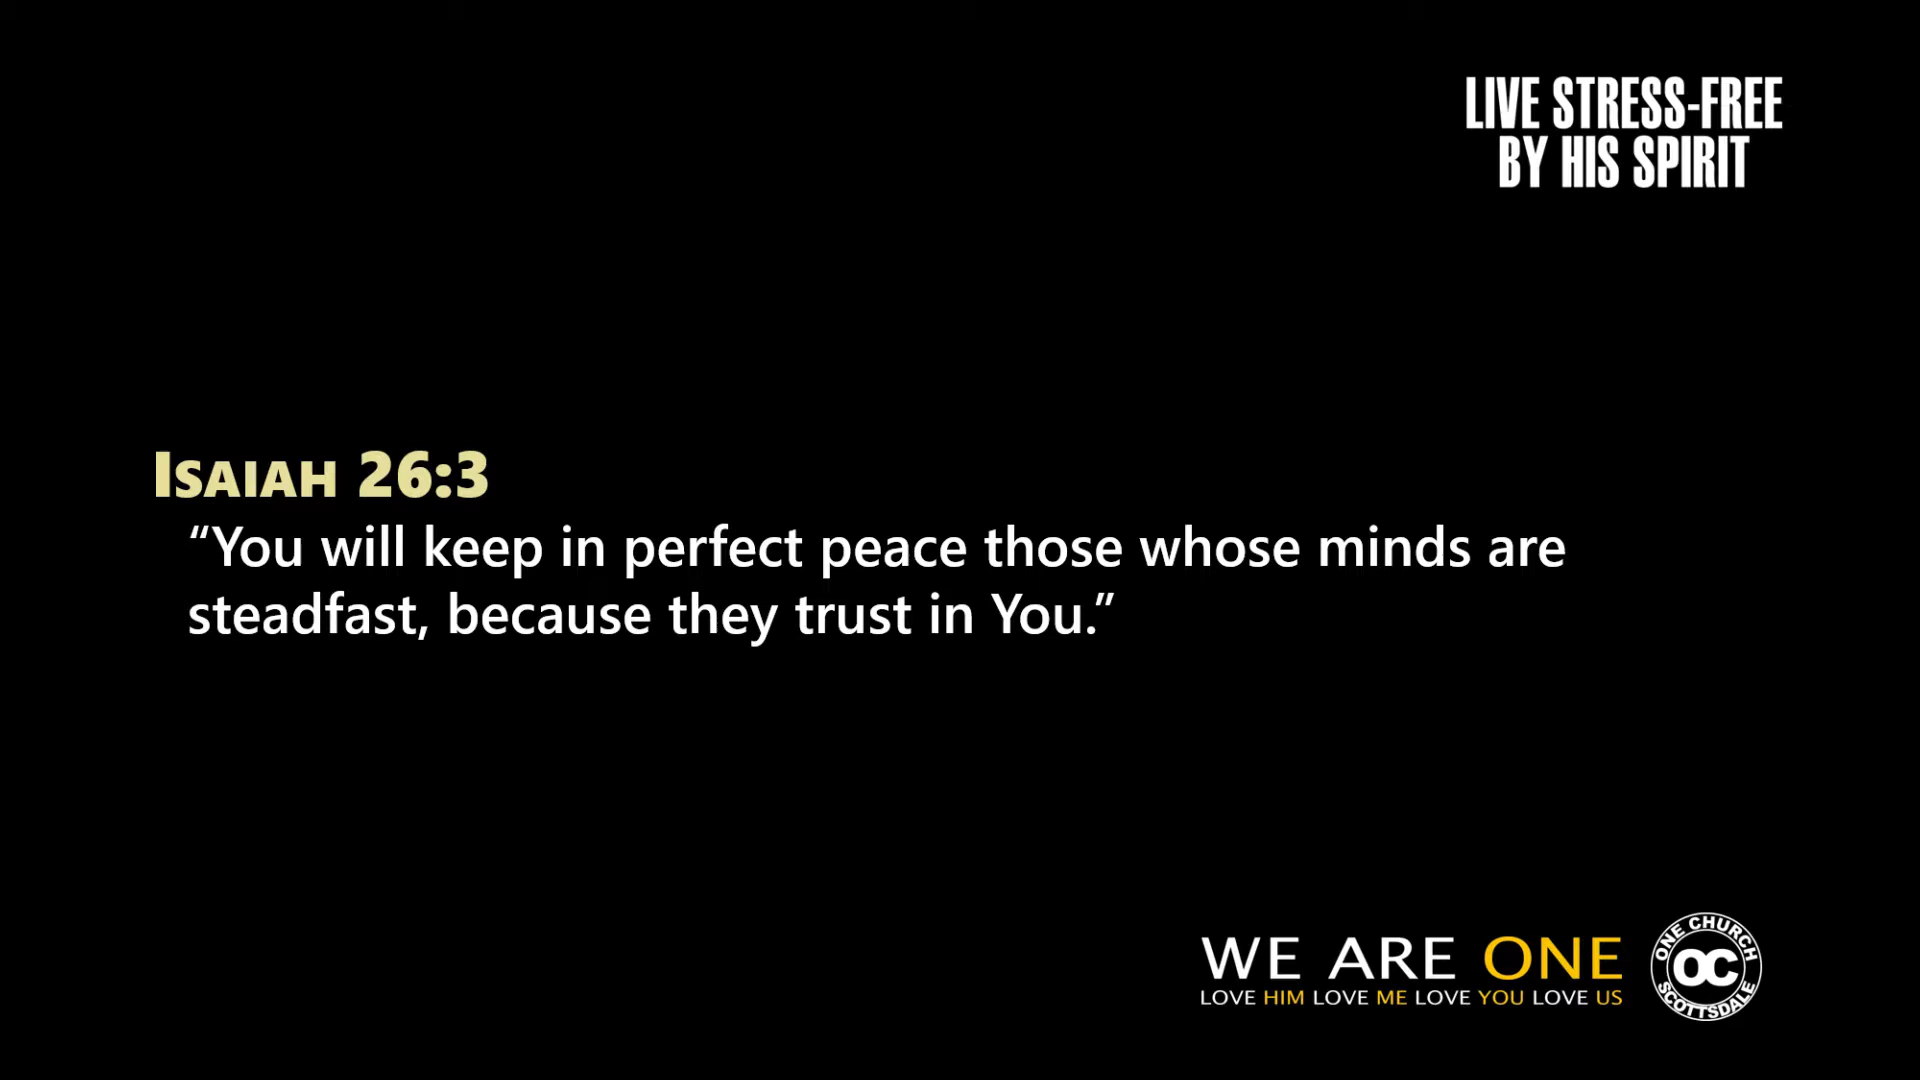 LIVE STRESS-FREE
BY HIS SPIRIT
ISAIAH 26:3
“You will keep in perfect peace those whose minds are
steadfast, because they trust in You.”
WE ARE ONE
LOVE HIM LOVE ME LOVE YOU LOVE US
ONE CHURCH
OC
SCOTTSDALE